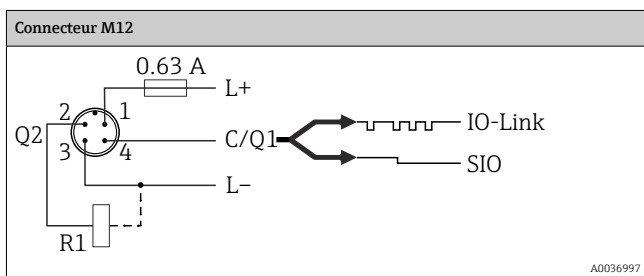 Connecteur M12
0.63 A
L+
2 1
Q2
3 4
C/Q1
IO-Link
SIO
L–
R1
A0036997